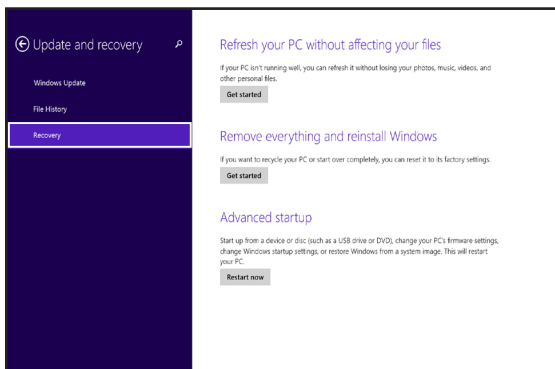 Update and recovery
Windows Update
File History
Recovery
Refresh your PC without affecting your files
If your PC isn't running well, you can refresh it without losing your photos, music, videos, and
other personal files.
Get started
Remove everything and reinstall Windows
If you want to recycle your PC or start over completely, you can reset it to its factory settings.
Get started
Advanced startup
Start up from a device or disc (such as a USB drive or DVD), change your PC's firmware settings,
change Windows startup settings, or restore Windows from a system image. This will restart
your PC.
Restart now